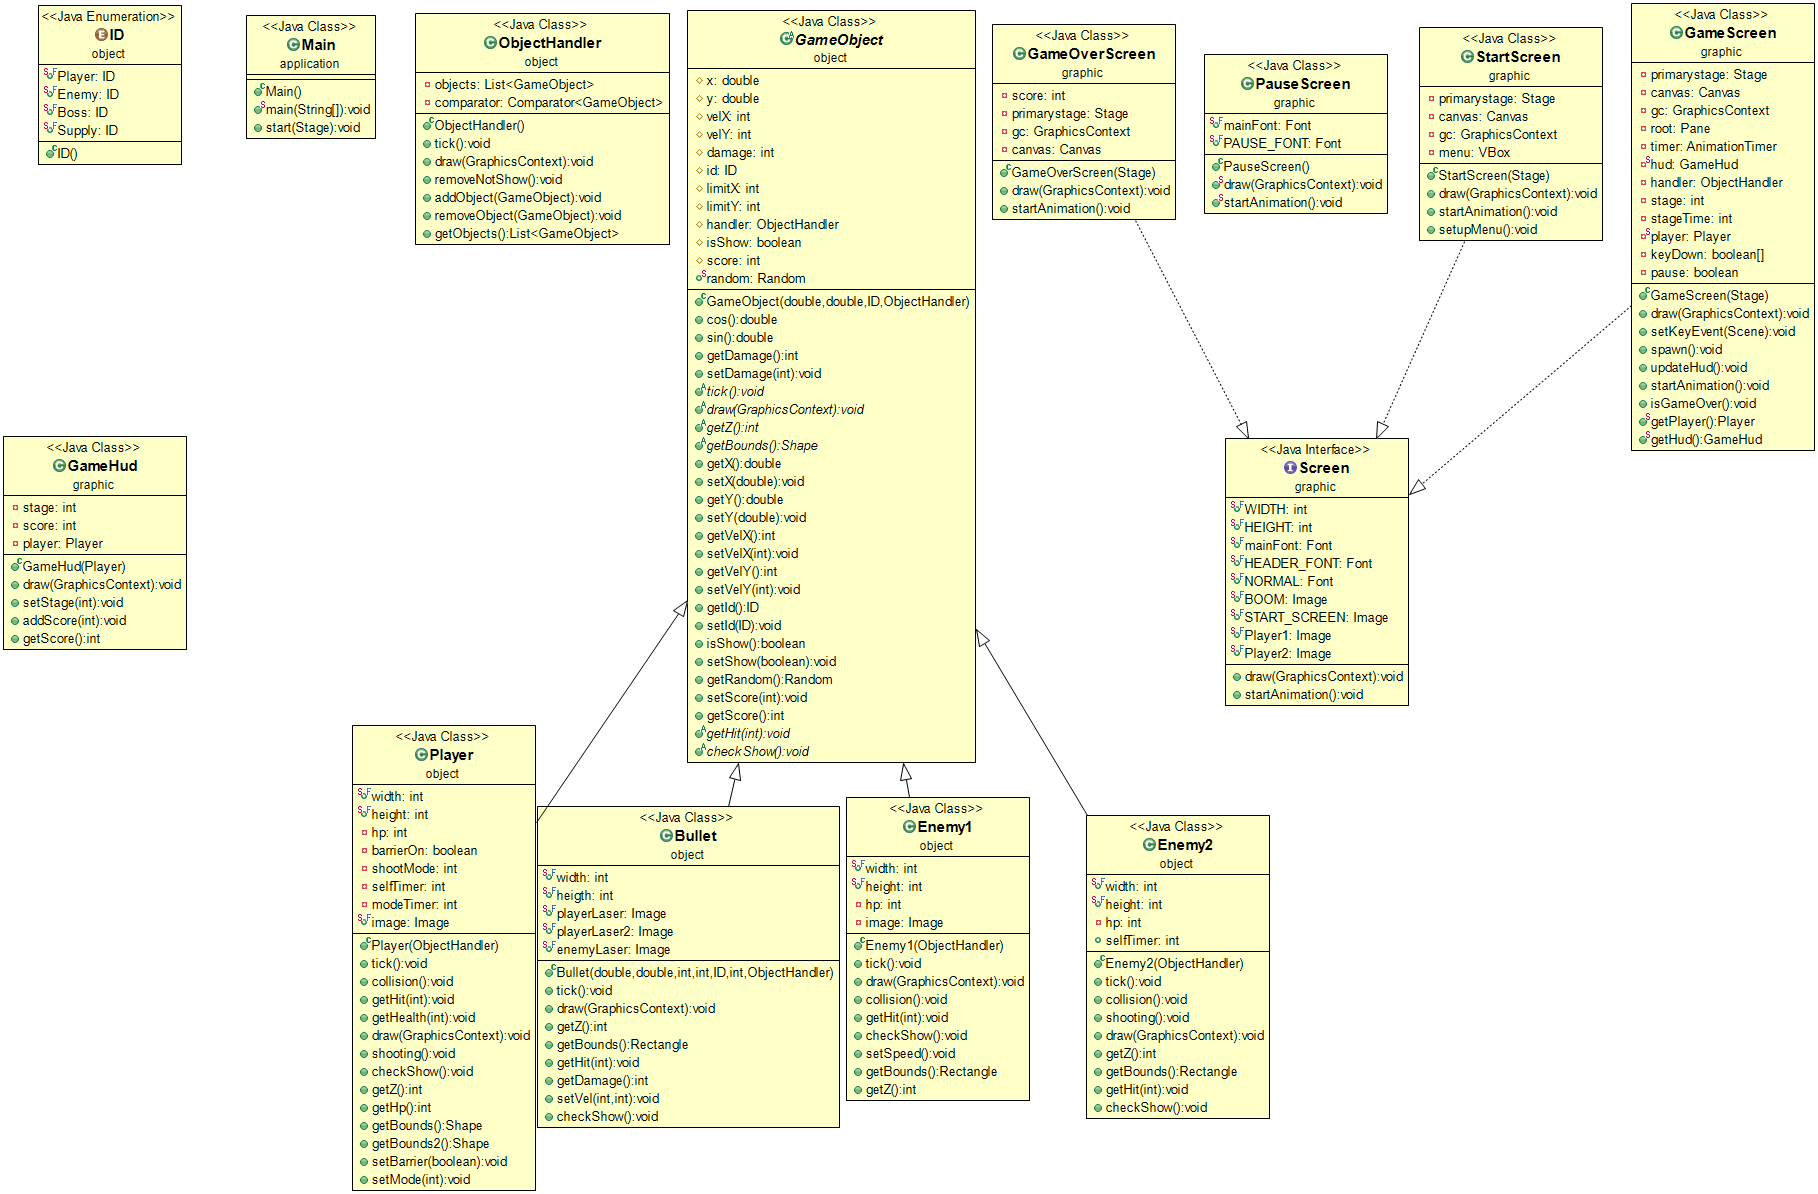 <<Java Enumeration>>
ID
object
Player: ID
Enemy: ID
Boss: ID
Supply: ID
ID()
<<Java Class>>
Main
application
Main()
main(String[]):void
start(Stage):void
<<Java Class>>
ObjectHandler
object
objects: List<GameObject>
comparator: Comparator<GameObject>
ObjectHandler()
tick():void
draw(GraphicsContext):void
removeNotShow():void
addObject(GameObject):void
removeObject(GameObject):void
getObjects():List<GameObject>
<<Java Class>>
GameObject
object
x: double
y: double
velX: int
velY: int
damage: int
id: ID
limitX: int
limitY: int
handler: ObjectHandler
isShow: boolean
score: int
random: Random
GameObject(double,double,ID,ObjectHandler)
cos():double
sin():double
getDamage():int
setDamage(int):void
tick():void
draw(GraphicsContext):void
getZ():int
getBounds():Shape
getX():double
setX(double):void
getY():double
setY(double):void
getVelX():int
setVelX(int):void
getVelY():int
setVelY(int):void
getId():ID
setId(ID):void
isShow():boolean
setShow(boolean):void
getRandom():Random
setScore(int):void
getScore():int
getHit(int):void
checkShow():void
<<Java Class>>
GameOverScreen
graphic
score: int
primarystage: Stage
gc: GraphicsContext
canvas: Canvas
GameOverScreen(Stage)
draw(GraphicsContext):void
startAnimation():void
<<Java Class>>
PauseScreen
graphic
mainFont: Font
PAUSE_FONT: Font
PauseScreen()
draw(GraphicsContext):void
startAnimation():void
<<Java Class>>
StartScreen
graphic
primarystage: Stage
canvas: Canvas
gc: GraphicsContext
menu: VBox
StartScreen(Stage)
draw(GraphicsContext):void
startAnimation():void
setupMenu():void
<<Java Class>>
GameScreen
graphic
primarystage: Stage
canvas: Canvas
gc: GraphicsContext
root: Pane
timer: AnimationTimer
hud: GameHud
handler: ObjectHandler
stage: int
stageTime: int
player: Player
keyDown: boolean[]
pause: boolean
GameScreen(Stage)
draw(GraphicsContext):void
setKeyEvent(Scene):void
spawn():void
updateHud():void
startAnimation():void
isGameOver():void
getPlayer():Player
getHud():GameHud
<<Java Class>>
GameHud
graphic
stage: int
score: int
player: Player
GameHud(Player)
draw(GraphicsContext):void
setStage(int):void
addScore(int):void
getScore():int
<<Java Interface>>
Screen
graphic
WIDTH: int
HEIGHT: int
mainFont: Font
HEADER_FONT: Font
NORMAL: Font
BOOM: Image
START_SCREEN: Image
Player1: Image
Player2: Image
draw(GraphicsContext):void
startAnimation():void
<<Java Class>>
Player
object
width: int
height: int
hp: int
barrierOn: boolean
shootMode: int
selfTimer: int
modeTimer: int
image: Image
Player(ObjectHandler)
tick():void
collision():void
getHit(int):void
getHealth(int):void
draw(GraphicsContext):void
shooting():void
checkShow():void
getZ():int
getHp():int
getBounds():Shape
getBounds2():Shape
setBarrier(boolean):void
setMode(int):void
<<Java Class>>
Bullet
object
width: int
heigth: int
playerLaser: Image
playerLaser2: Image
enemyLaser: Image
Bullet(double,double,int,int,ID,int,ObjectHandler)
tick():void
draw(GraphicsContext):void
getZ():int
getBounds():Rectangle
getHit(int):void
getDamage():int
setVel(int,int):void
checkShow():void
<<Java Class>>
Enemy1
object
width: int
height: int
hp: int
image: Image
Enemy1(ObjectHandler)
tick():void
draw(GraphicsContext):void
collision():void
getHit(int):void
checkShow():void
setSpeed():void
getBounds():Rectangle
getZ():int
<<Java Class>>
Enemy2
object
width: int
height: int
hp: int
selfTimer: int
Enemy2(ObjectHandler)
tick():void
collision():void
shooting():void
draw(GraphicsContext):void
getZ():int
getBounds():Rectangle
getHit(int):void
checkShow():void